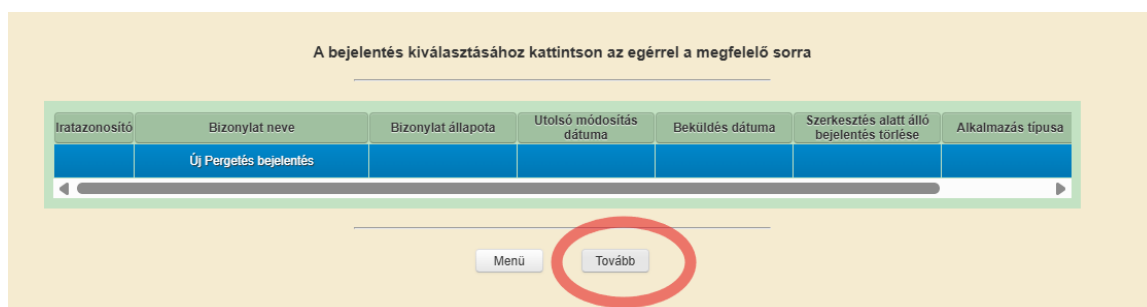 A bejelentés kiválasztásához kattintson az egérrel a megfelelő sorra
Iratazonosító Bizonylat neve Bizonylat állapota Utolsó módosítás dátuma Beküldés dátuma Szerkesztés alatt álló bejelentés törlése Alkalmazás típusa
Új Pergetés bejelentés
Menü Tovább